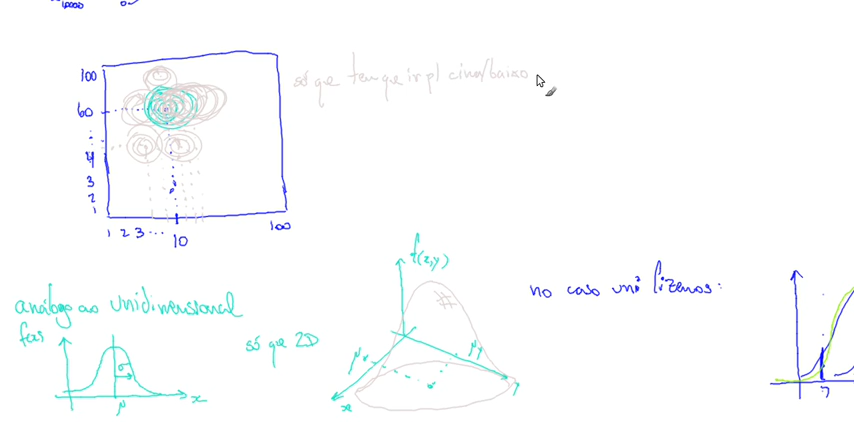 10000
100
só que tem que ir p/ cima/baixo
60
4
3
2
1
1 2 3 ... 10 100
f(x,y)
no caso uni fizemos:
análogo ao unidimensional
só que 2D
σ
μ
x
μx
μy
x
y